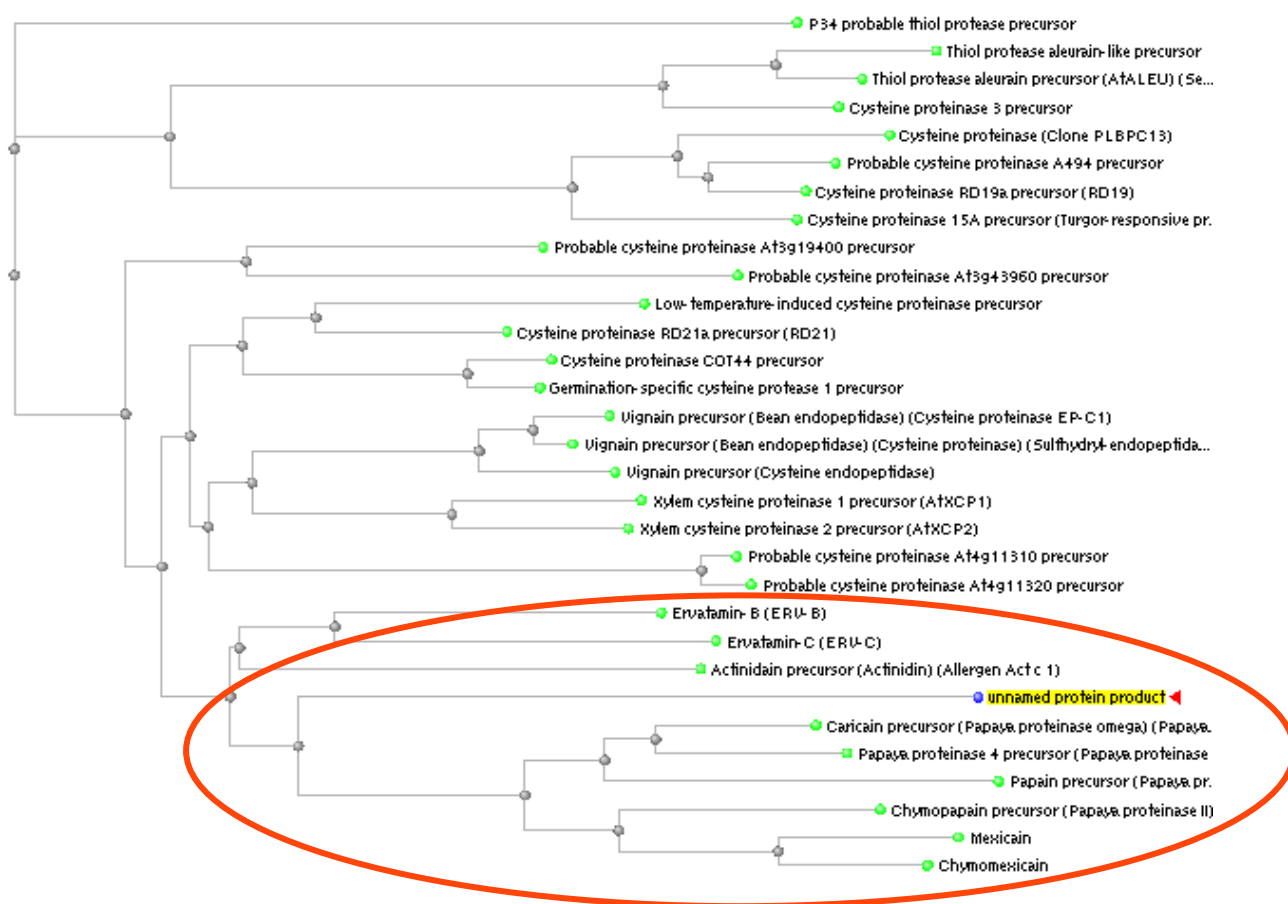 P34 probable thiol protease precursor
Thiol protease aleurain-like precursor
Thiol protease aleurain precursor (AtALEU) (Se...
Cysteine proteinase 3 precursor
Cysteine proteinase (Clone PLBPC13)
Probable cysteine proteinase A494 precursor
Cysteine proteinase RD19a precursor (RD19)
Cysteine proteinase 15A precursor (Turgor-responsive pr.
Probable cysteine proteinase At3g19400 precursor
Probable cysteine proteinase At3g43960 precursor
Low-temperature-induced cysteine proteinase precursor
Cysteine proteinase RD21a precursor (RD21)
Cysteine proteinase COT44 precursor
Germination-specific cysteine protease 1 precursor
Vignain precursor (Bean endopeptidase) (Cysteine proteinase EP-C1)
Vignain precursor (Bean endopeptidase) (Cysteine proteinase) (Sulfhydryl-endopeptida...
Vignain precursor (Cysteine endopeptidase)
Xylem cysteine proteinase 1 precursor (AtXCP1)
Xylem cysteine proteinase 2 precursor (AtXCP2)
Probable cysteine proteinase At4g11310 precursor
Probable cysteine proteinase At4g11320 precursor
Ervatamin-B (ERV-B)
Ervatamin-C (ERV-C)
Actinidain precursor (Actinidin) (Allergen Act c 1)
unnamed protein product
Caricain precursor (Papaya proteinase omega) (Papaya.
Papaya proteinase 4 precursor (Papaya proteinase
Papain precursor (Papaya pr.
Chymopapain precursor (Papaya proteinase II)
Mexicain
Chymomexicain